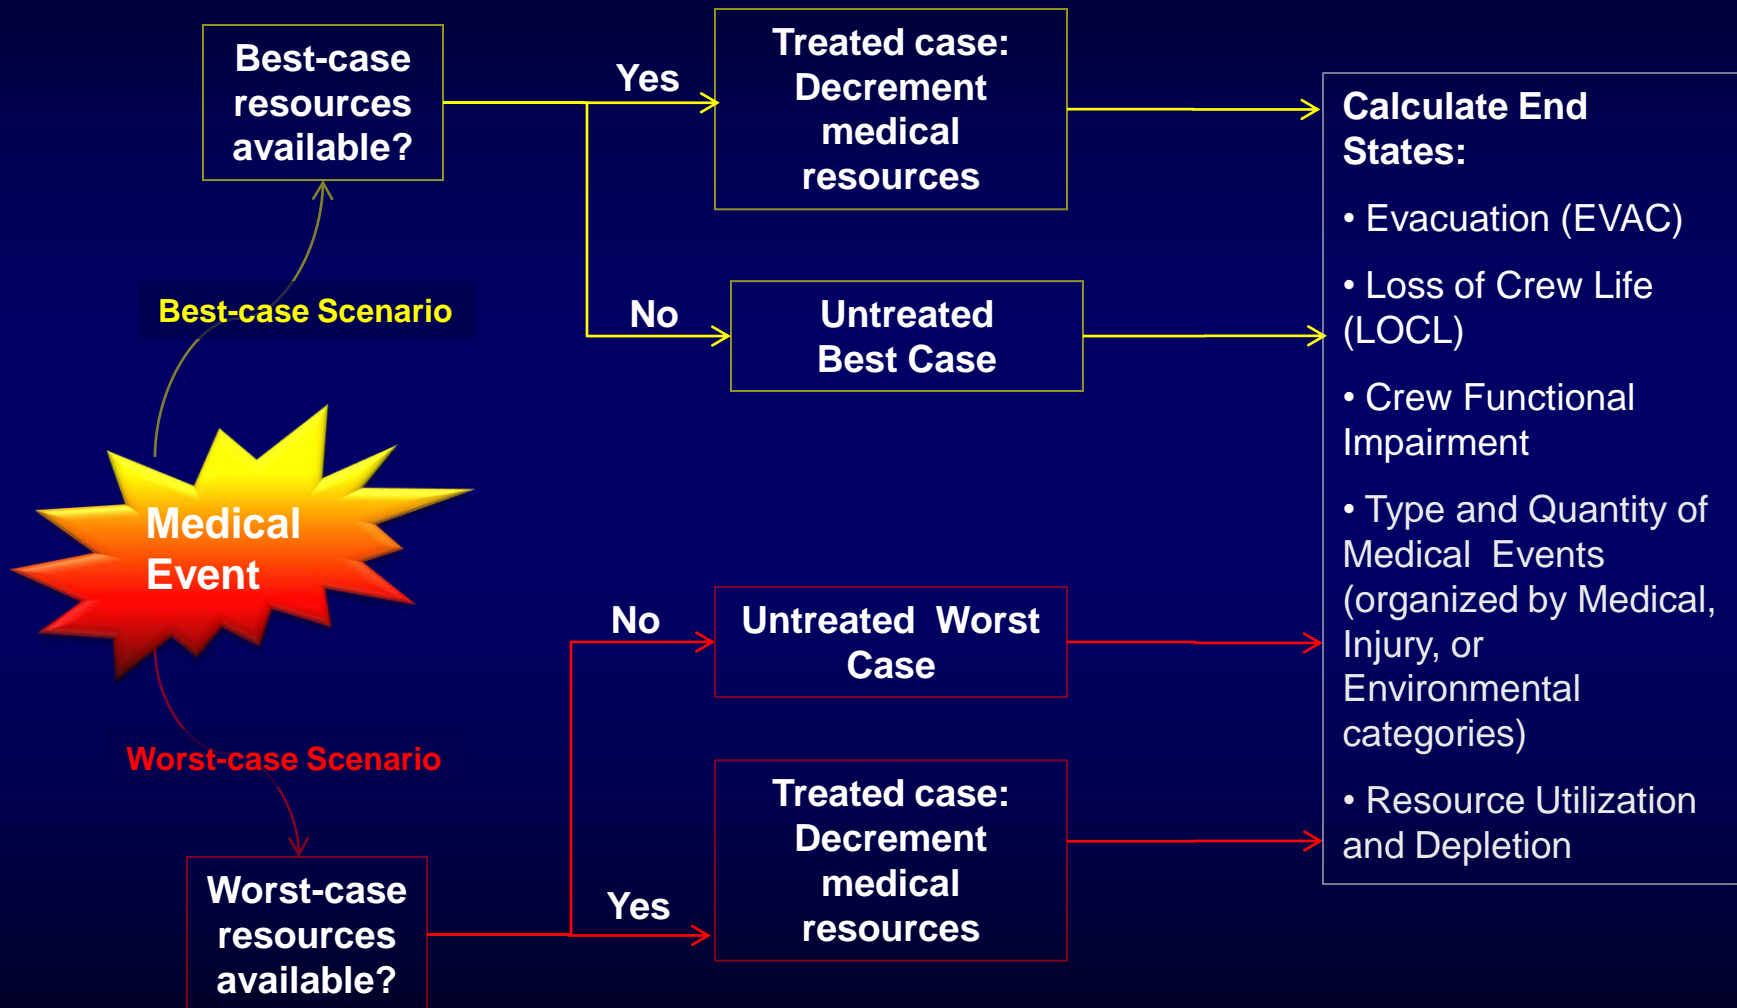 Best-case
resources
available?
Yes
Treated case:
Decrement
medical
resources
Best-case Scenario
No
Untreated
Best Case
Medical
Event
No
Untreated  Worst
Case
Worst-case Scenario
Worst-case
resources
available?
Yes
Treated case:
Decrement
medical
resources
Calculate End
States:
• Evacuation (EVAC)
• Loss of Crew Life
(LOCL)
• Crew Functional
Impairment
• Type and Quantity of
Medical  Events
(organized by Medical,
Injury, or
Environmental
categories)
• Resource Utilization
and Depletion